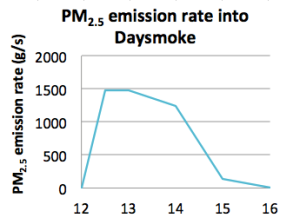 PM₂.₅ emission rate into
Daysmoke
PM₂.₅ emission rate (g/s)
2000
1500
1000
500
0
12 13 14 15 16